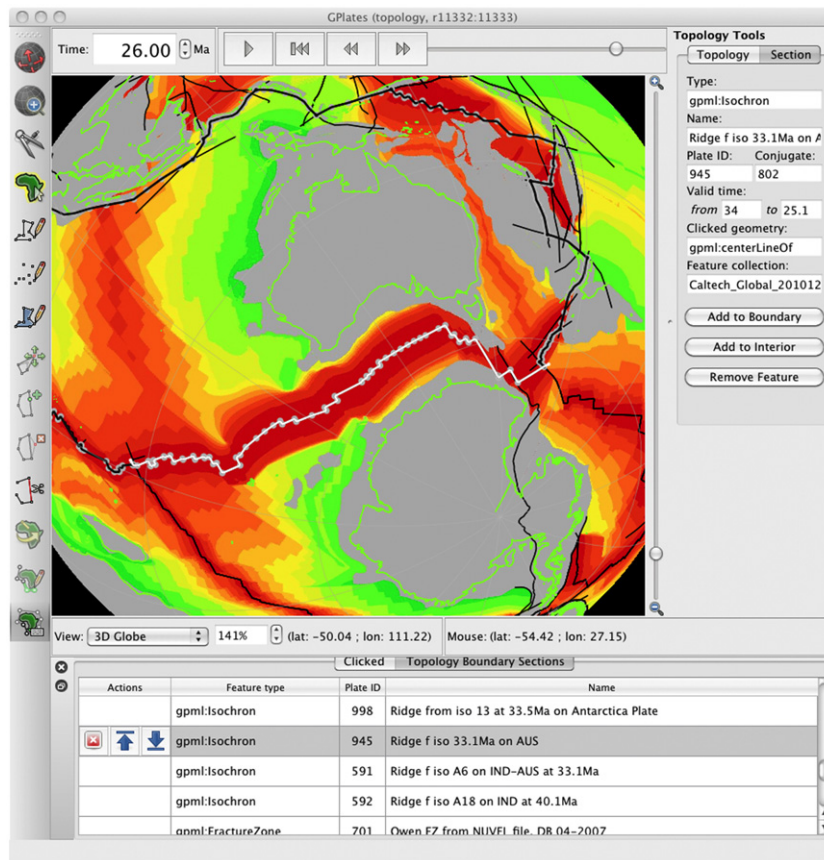 GPlates (topology, r11332:11333)
Time: 26.00 Ma
Topology Tools
Topology Section
Type:
gpml:Isochron
Name:
Ridge f iso 33.1Ma on A
Plate ID: Conjugate:
945 802
Valid time:
from 34 to 25.1
Clicked geometry:
gpml:centerLineOf
Feature collection:
Caltech_Global_201012
Add to Boundary
Add to Interior
Remove Feature
View: 3D Globe 141% (lat: -50.04 ; lon: 111.22) Mouse: (lat: -54.42 ; lon: 27.15)
Clicked Topology Boundary Sections
Actions Feature type Plate ID Name
gpml:Isochron 998 Ridge from iso 13 at 33.5Ma on Antarctica Plate
gpml:Isochron 945 Ridge f iso 33.1Ma on AUS
gpml:Isochron 591 Ridge f iso A6 on IND-AUS at 33.1Ma
gpml:Isochron 592 Ridge f iso A18 on IND at 40.1Ma
gpml:FractureZone 701 Owen FZ from NUVEL file, DB 04-2007